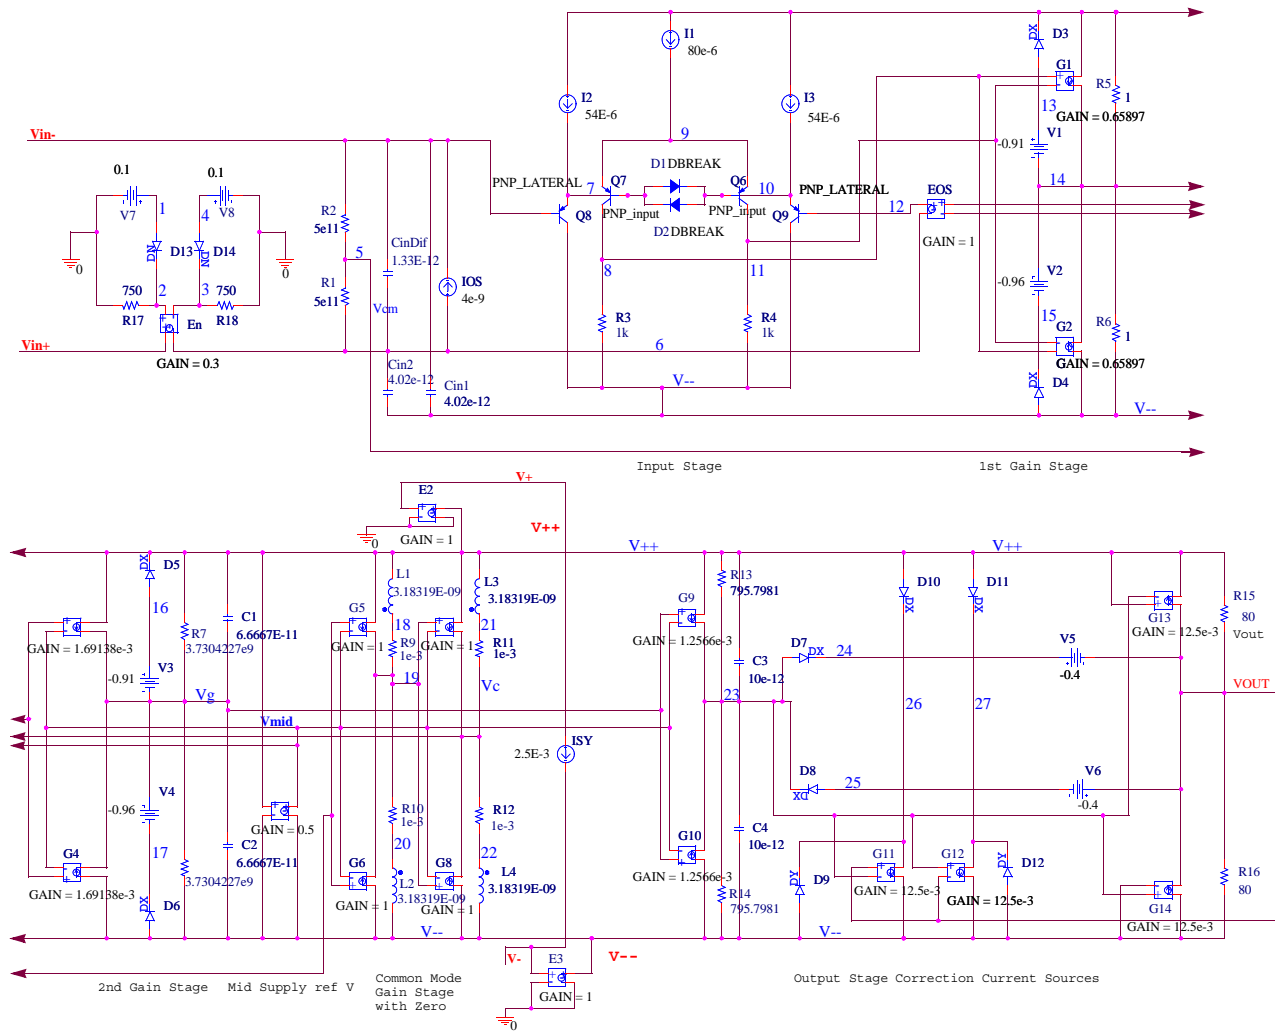 I1
80e-6
DX
D3
G1
R5
1
13
GAIN = 0.65897
I2
54E-6
I3
54E-6
V1
-0.91
Vin-
9
D1 DBREAK
14
0.1
V7
0.1
V8
PNP_LATERAL
7
Q7
Q6
10
PNP_LATERAL
EOS
1
4
PNP_input
PNP_input
Q8
Q9
12
R2
5e11
D2 DBREAK
GAIN = 1
DN
D13
DN
D14
CinDif
1.33E-12
5
0
0
8
11
V2
-0.96
750
2
3
750
R1
5e11
IOS
4e-9
Vcm
15
R17
En
R18
R3
1k
R4
1k
R6
1
G2
Vin+
6
GAIN = 0.3
Cin2
4.02e-12
Cin1
4.02e-12
V--
GAIN = 0.65897
DX
D4
V--
Input Stage
1st Gain Stage
V+
E2
V++
0
GAIN = 1
V++
V++
DX
D5
L1
3.18319E-09
L3
3.18319E-09
R13
795.7981
D10
DX
D11
DX
R15
80
Vout
16
C1
6.6667E-11
G5
18
21
G9
G13
GAIN = 12.5e-3
R7
3.7304227e9
GAIN = 1.69138e-3
GAIN = 1
R9
1e-3
GAIN = 1
R11
1e-3
GAIN = 1.2566e-3
D7
DX
24
V5
-0.4
V3
-0.91
19
Vc
C3
10e-12
VOUT
Vg
23
26
27
Vmid
ISY
2.5E-3
D8
DX
25
V6
-0.4
V4
-0.96
GAIN = 0.5
R10
1e-3
R12
1e-3
C4
10e-12
17
G4
C2
6.6667E-11
20
22
G10
G11
G12
DY
D12
GAIN = 1.69138e-3
3.7304227e9
G6
G8
L2
3.18319E-09
L4
3.18319E-09
GAIN = 1.2566e-3
DY
D9
GAIN = 12.5e-3
GAIN = 12.5e-3
R16
80
DX
D6
GAIN = 1
GAIN = 1
R14
795.7981
G14
GAIN = 12.5e-3
V--
V--
V-
E3
V--
GAIN = 1
0
2nd Gain Stage
Mid Supply ref V
Common Mode
Gain Stage
with Zero
Output Stage Correction Current Sources